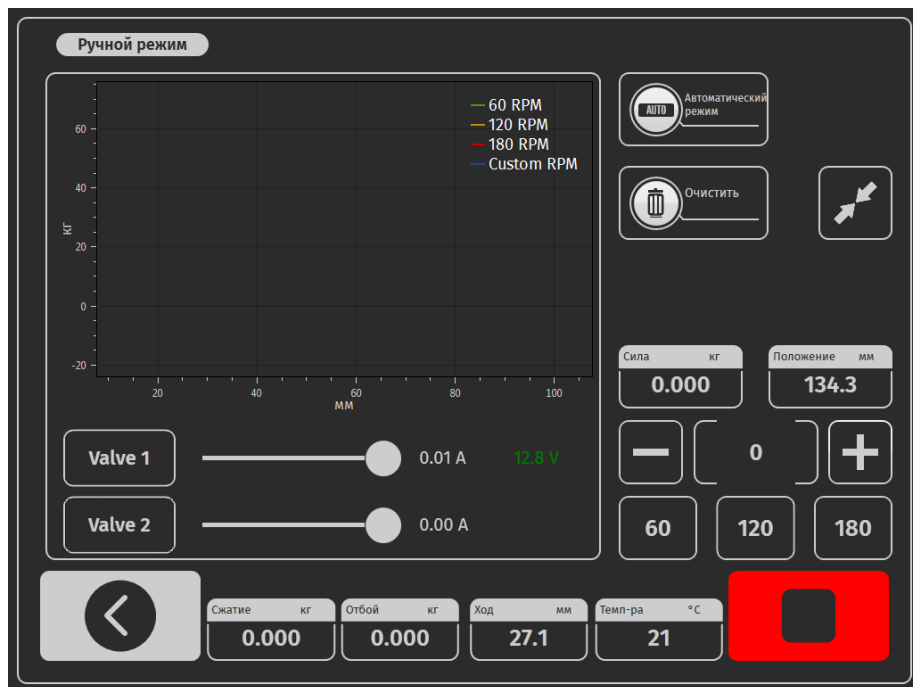 Ручной режим
60 RPM
120 RPM
180 RPM
Custom RPM
60
40
20
0
-20
кг
20 40 60 80 100
мм
AUTO
Автоматический
режим
Очистить
Сила кг
0.000
Положение мм
134.3
0
60 120 180
Valve 1 0.01 A 12.8 V
Valve 2 0.00 A
Сжатие кг
0.000
Отбой кг
0.000
Ход мм
27.1
Темп-ра °C
21